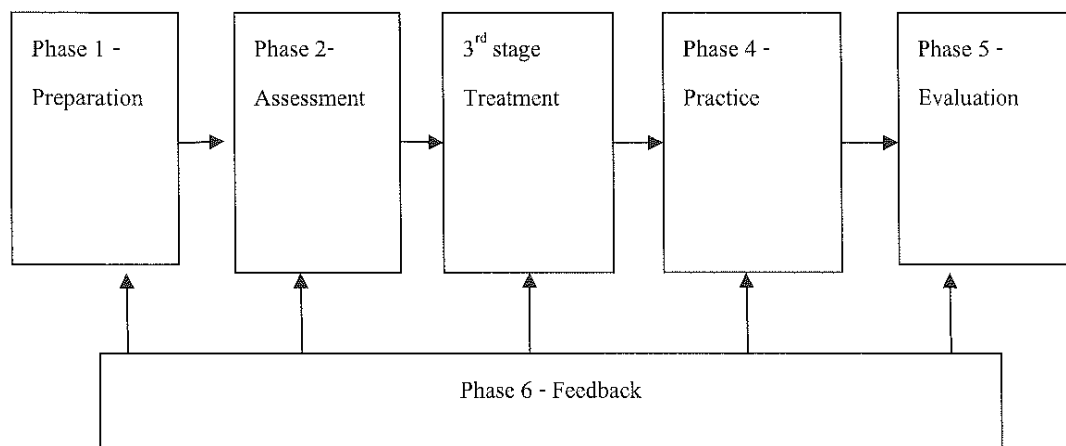 Phase 1 -
Preparation
Phase 2-
Assessment
3rd stage
Treatment
Phase 4 -
Practice
Phase 5 -
Evaluation
Phase 6 - Feedback